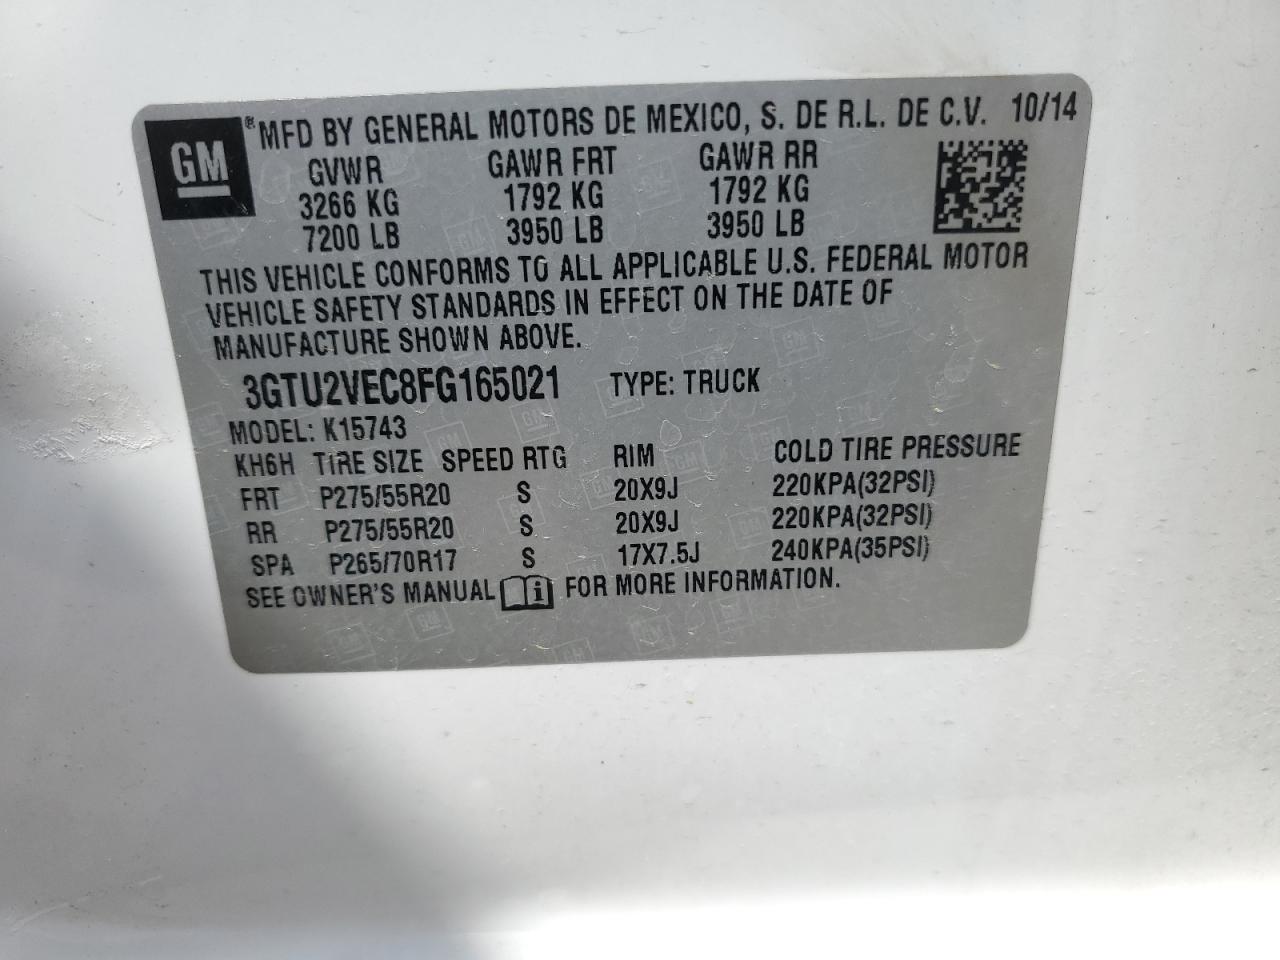 GM ® MFD BY GENERAL MOTORS DE MEXICO, S. DE R.L. DE C.V. 10/14
GVWR GAWR FRT GAWR RR
3266 KG 1792 KG 1792 KG
7200 LB 3950 LB 3950 LB
THIS VEHICLE CONFORMS TO ALL APPLICABLE U.S. FEDERAL MOTOR
VEHICLE SAFETY STANDARDS IN EFFECT ON THE DATE OF
MANUFACTURE SHOWN ABOVE.
3GTU2VEC8FG165021 TYPE: TRUCK
MODEL: K15743
KH6H TIRE SIZE SPEED RTG RIM COLD TIRE PRESSURE
FRT P275/55R20 S 20X9J 220KPA(32PSI)
RR P275/55R20 S 20X9J 220KPA(32PSI)
SPA P265/70R17 S 17X7.5J 240KPA(35PSI)
SEE OWNER'S MANUAL i FOR MORE INFORMATION.